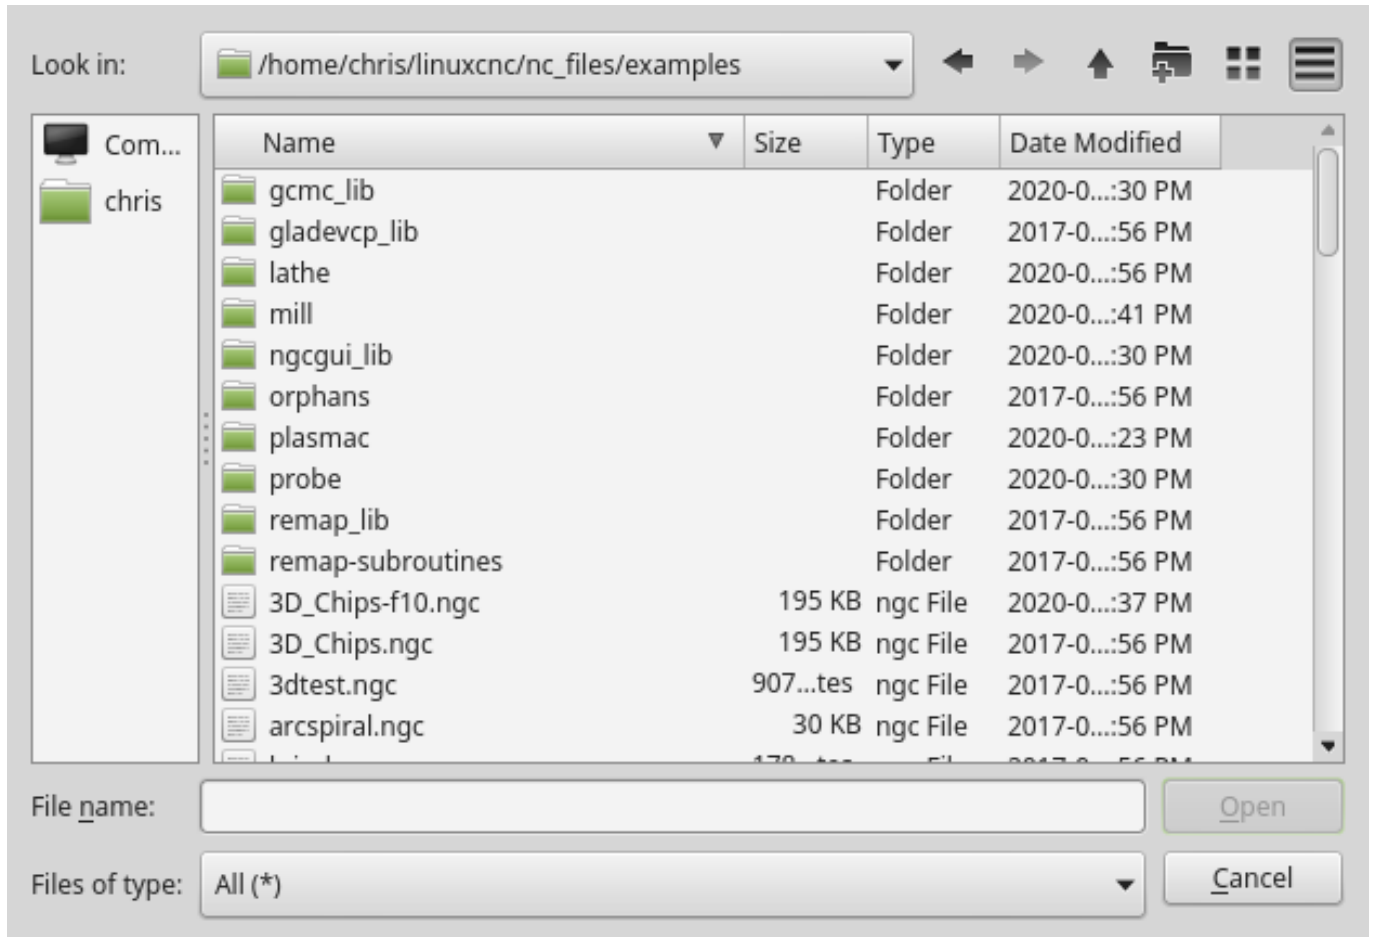 Look in: /home/chris/linuxcnc/nc_files/examples
Com...
chris
Name Size Type Date Modified
gcmc_lib Folder 2020-0...:30 PM
gladevcp_lib Folder 2017-0...:56 PM
lathe Folder 2020-0...:56 PM
mill Folder 2020-0...:41 PM
ngcgui_lib Folder 2020-0...:30 PM
orphans Folder 2017-0...:56 PM
plasmac Folder 2020-0...:23 PM
probe Folder 2020-0...:30 PM
remap_lib Folder 2017-0...:56 PM
remap-subroutines Folder 2017-0...:56 PM
3D_Chips-f10.ngc 195 KB ngc File 2020-0...:37 PM
3D_Chips.ngc 195 KB ngc File 2017-0...:56 PM
3dtest.ngc 907...tes ngc File 2017-0...:56 PM
arcspiral.ngc 30 KB ngc File 2017-0...:56 PM
File name: Open
Files of type: All (*) Cancel